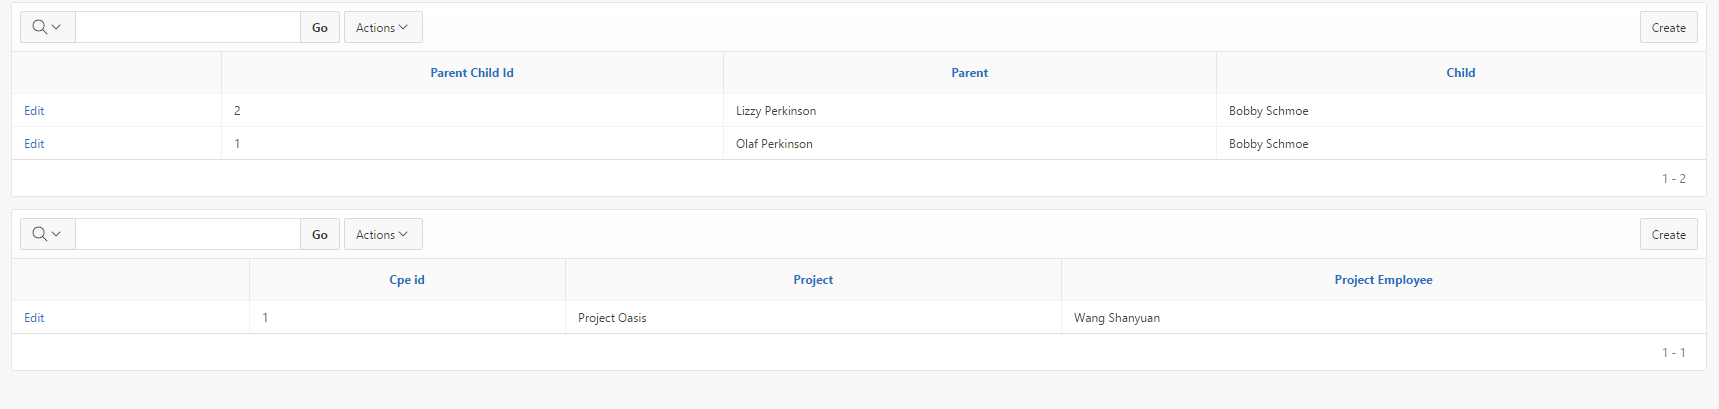 Go Actions Create
Parent Child Id Parent Child
Edit 2 Lizzy Perkinson Bobby Schmoe
Edit 1 Olaf Perkinson Bobby Schmoe
1 - 2
Go Actions Create
Cpe id Project Project Employee
Edit 1 Project Oasis Wang Shanyuan
1 - 1